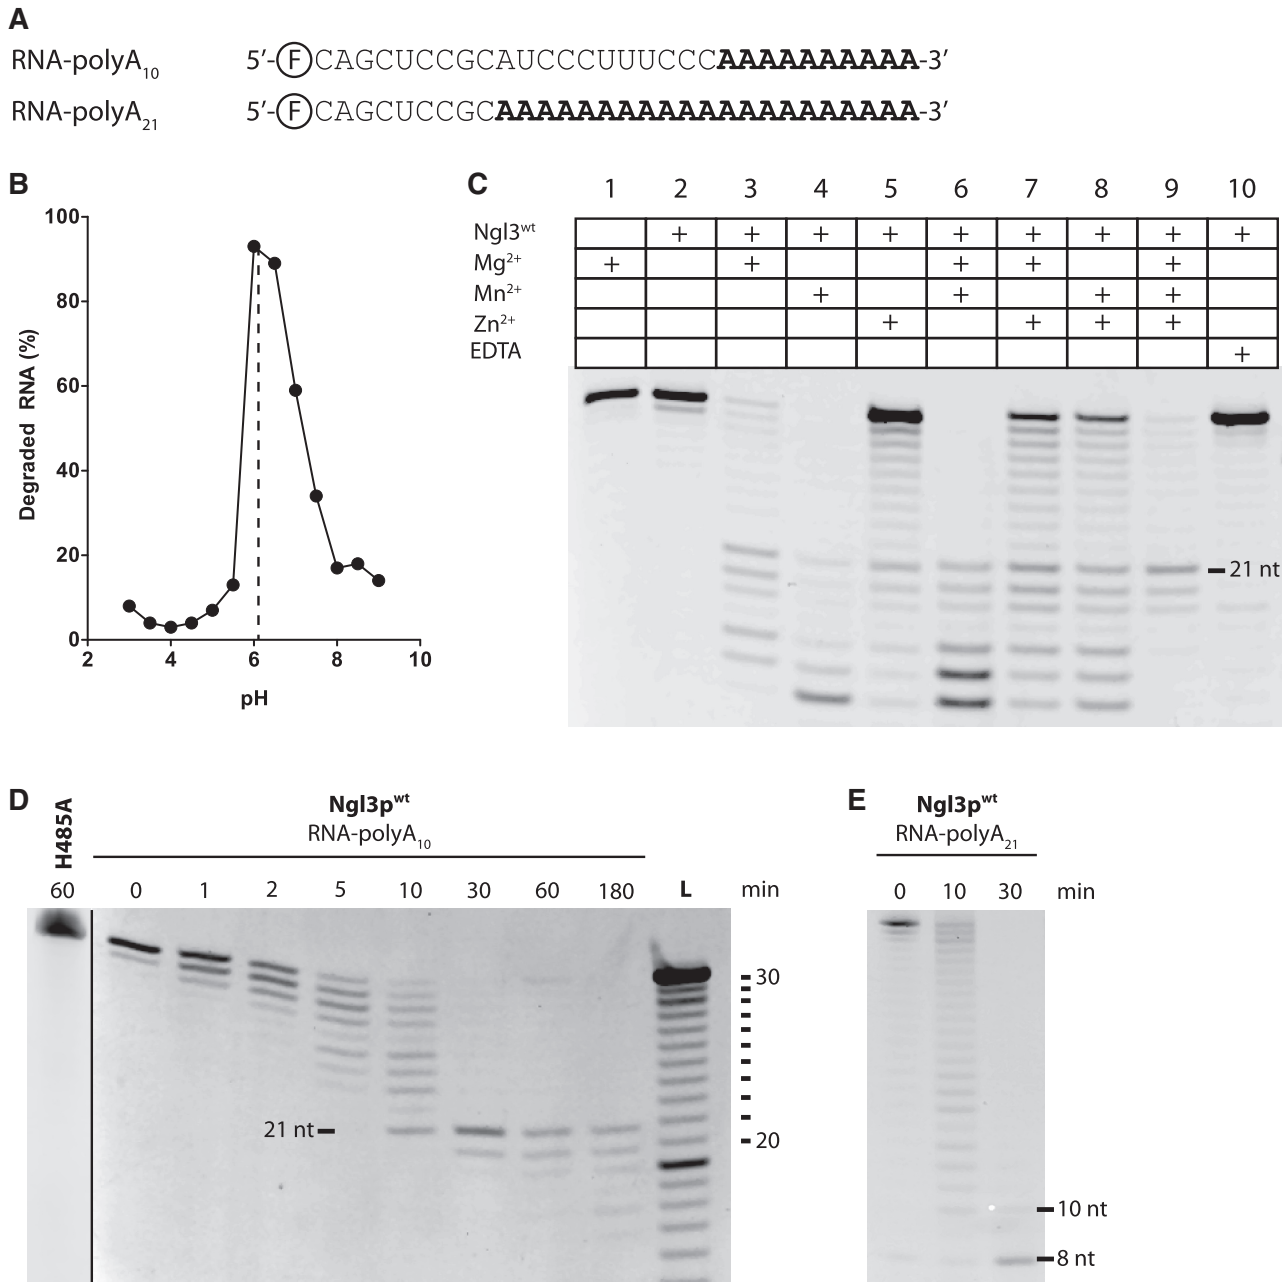 A
RNA-polyA10 5′-FCAGCUCCGCAUCCCUUUCCCAAAAAAAAAA-3′
RNA-polyA21 5′-FCAGCUCCGCAAAAAAAAAAAAAAAAAAAAA-3′
B
100
80
60
40
20
0
2 4 6 8 10
Degraded RNA (%)
pH
C
1 2 3 4 5 6 7 8 9 10
Ngl3wt + + + + + + + + +
Mg2+ + + + + +
Mn2+ + + + +
Zn2+ + + + +
EDTA +
21 nt
D
H485A
Ngl3pwt
RNA-polyA10
60 0 1 2 5 10 30 60 180 L min
30
21 nt
20
E
Ngl3pwt
RNA-polyA21
0 10 30 min
10 nt
8 nt